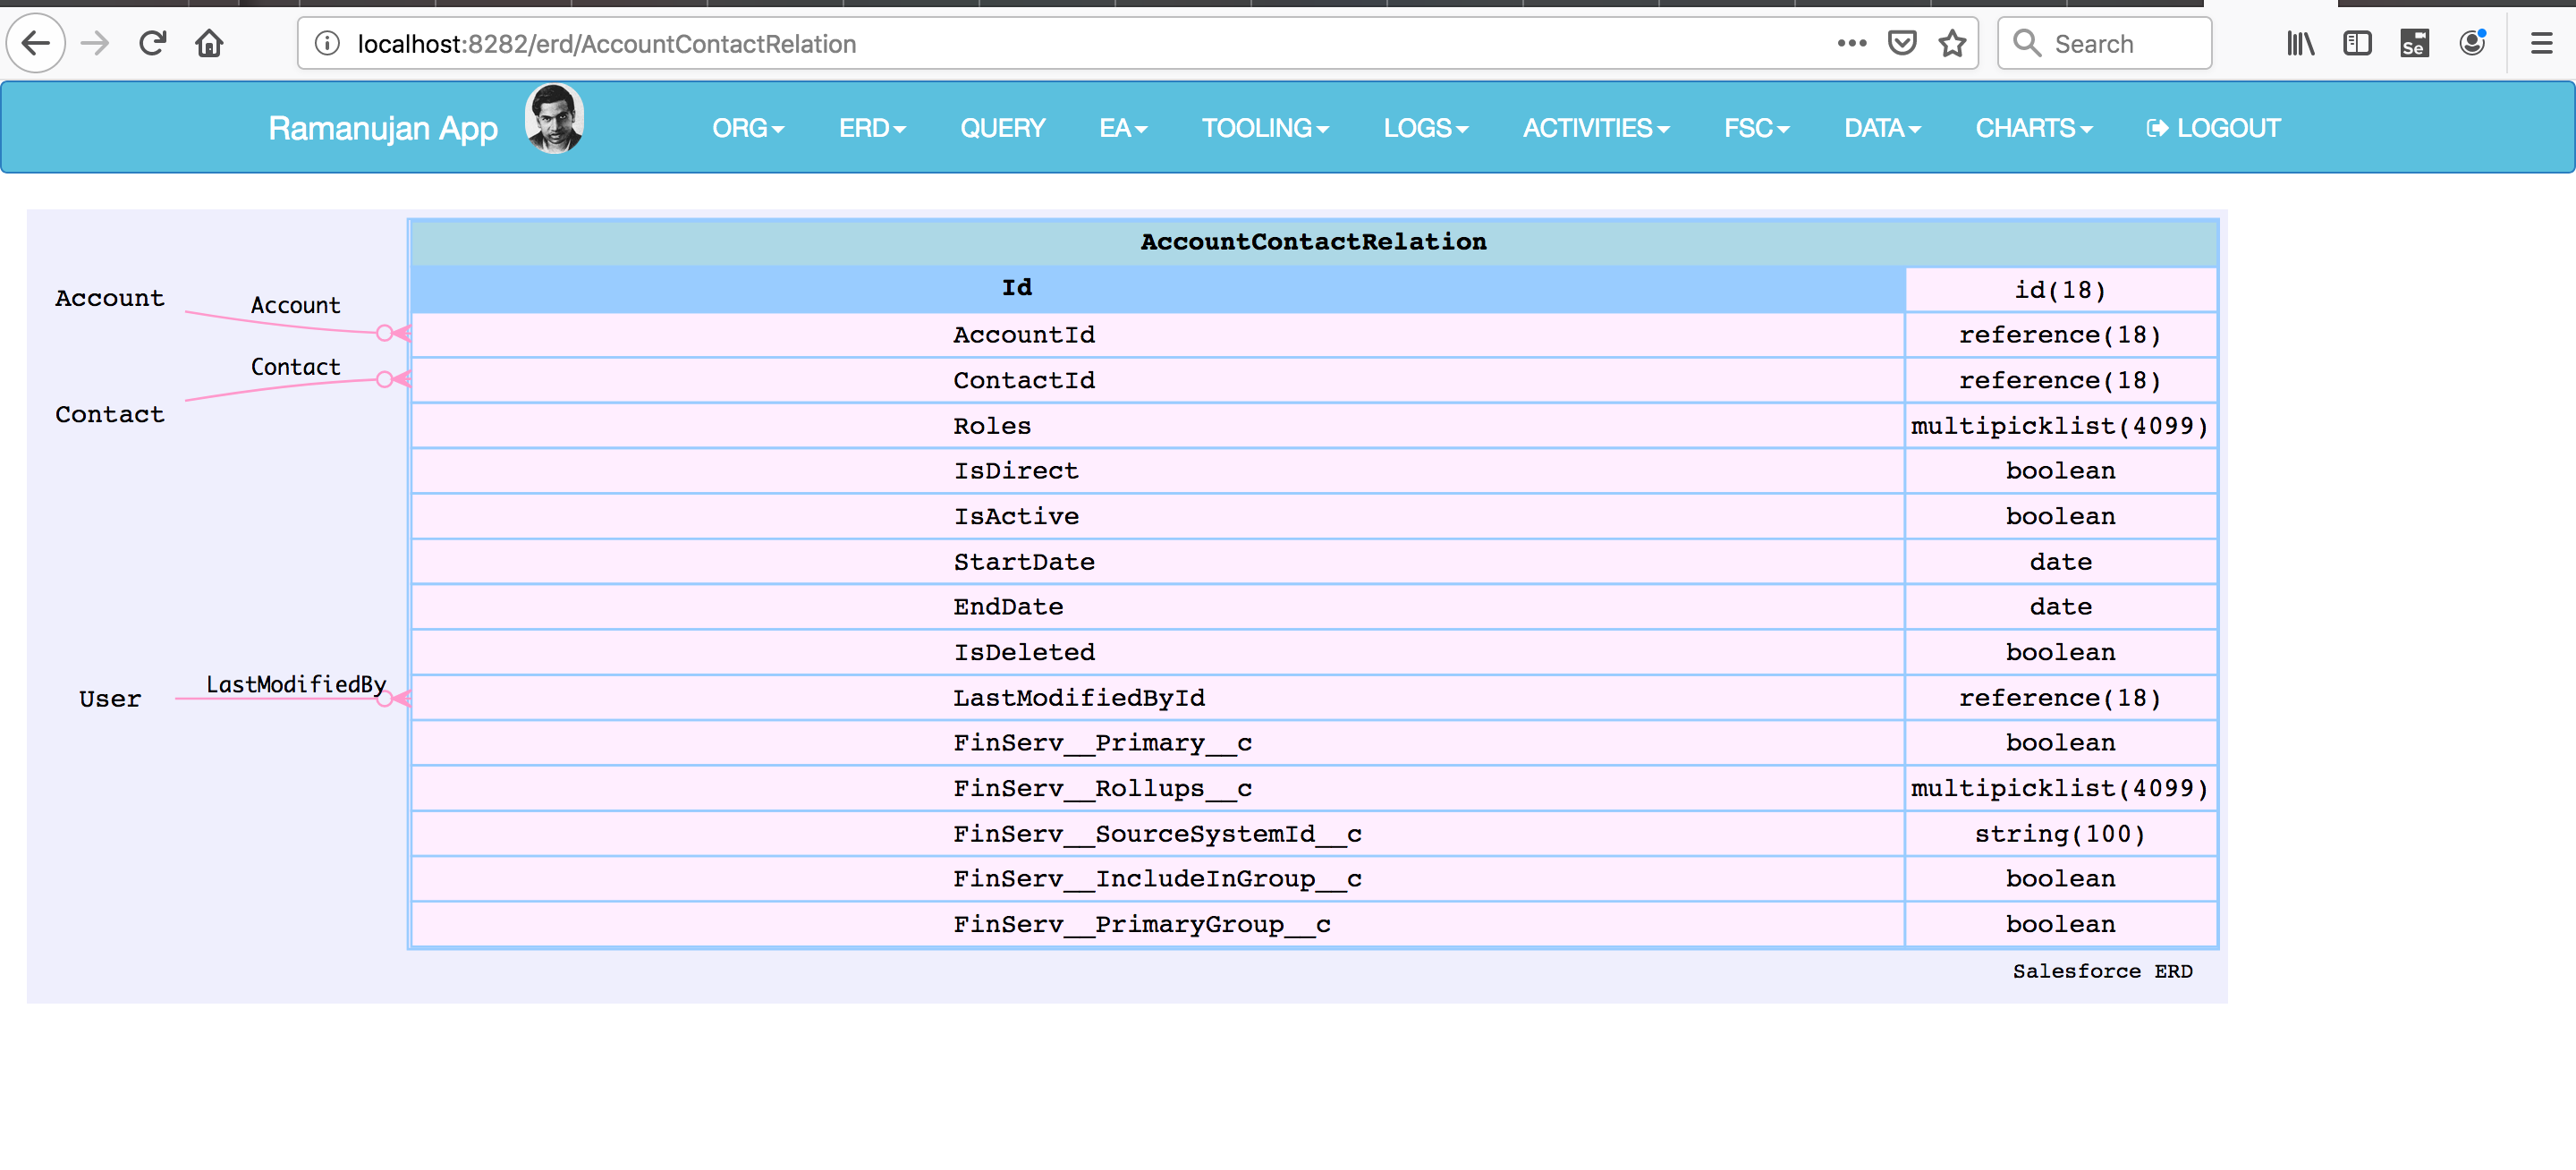 localhost:8282/erd/AccountContactRelation
Search
Se
Ramanujan App ORG ERD QUERY EA TOOLING LOGS ACTIVITIES FSC DATA CHARTS LOGOUT
AccountContactRelation
Id id(18)
Account Account
AccountId reference(18)
Contact
ContactId reference(18)
Contact
Roles multipicklist(4099)
IsDirect boolean
IsActive boolean
StartDate date
EndDate date
IsDeleted boolean
User LastModifiedBy LastModifiedById reference(18)
FinServ__Primary__c boolean
FinServ__Rollups__c multipicklist(4099)
FinServ__SourceSystemId__c string(100)
FinServ__IncludeInGroup__c boolean
FinServ__PrimaryGroup__c boolean
Salesforce ERD